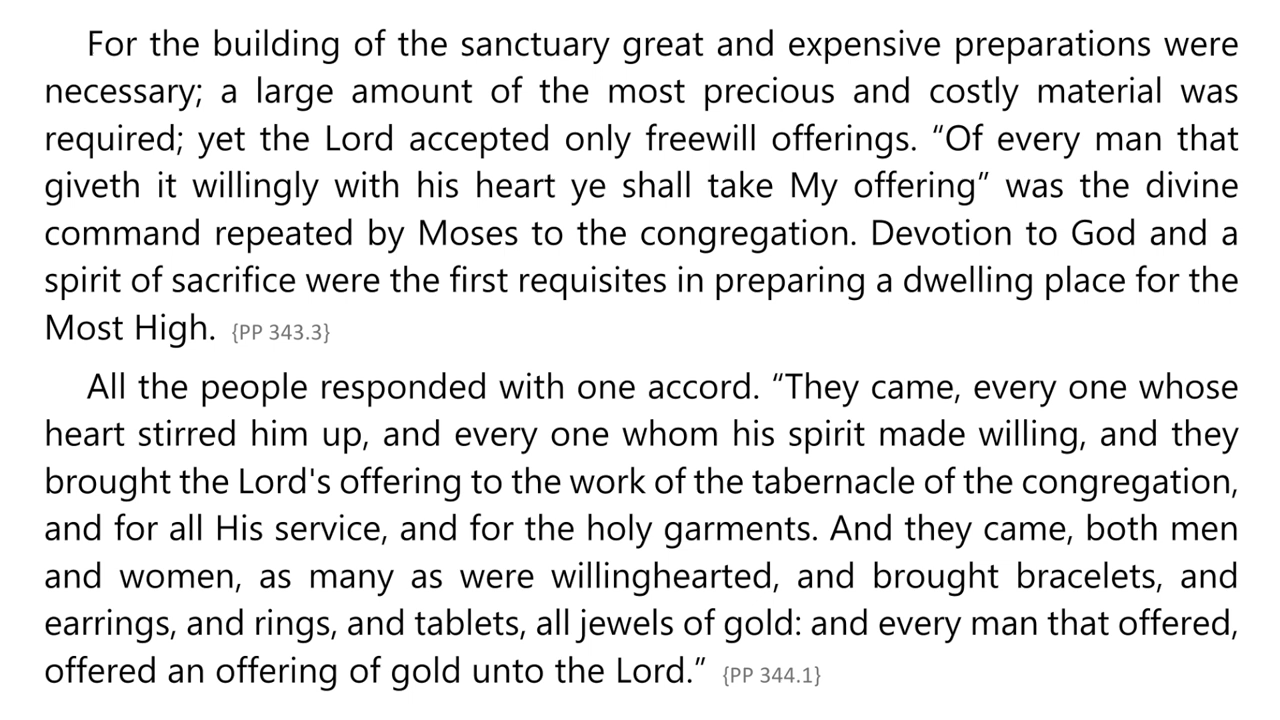 For the building of the sanctuary great and expensive preparations were
necessary; a large amount of the most precious and costly material was
required; yet the Lord accepted only freewill offerings. “Of every man that
giveth it willingly with his heart ye shall take My offering” was the divine
command repeated by Moses to the congregation. Devotion to God and a
spirit of sacrifice were the first requisites in preparing a dwelling place for the
Most High. {PP 343.3}
All the people responded with one accord. “They came, every one whose
heart stirred him up, and every one whom his spirit made willing, and they
brought the Lord's offering to the work of the tabernacle of the congregation,
and for all His service, and for the holy garments. And they came, both men
and women, as many as were willinghearted, and brought bracelets, and
earrings, and rings, and tablets, all jewels of gold: and every man that offered,
offered an offering of gold unto the Lord.” {PP 344.1}